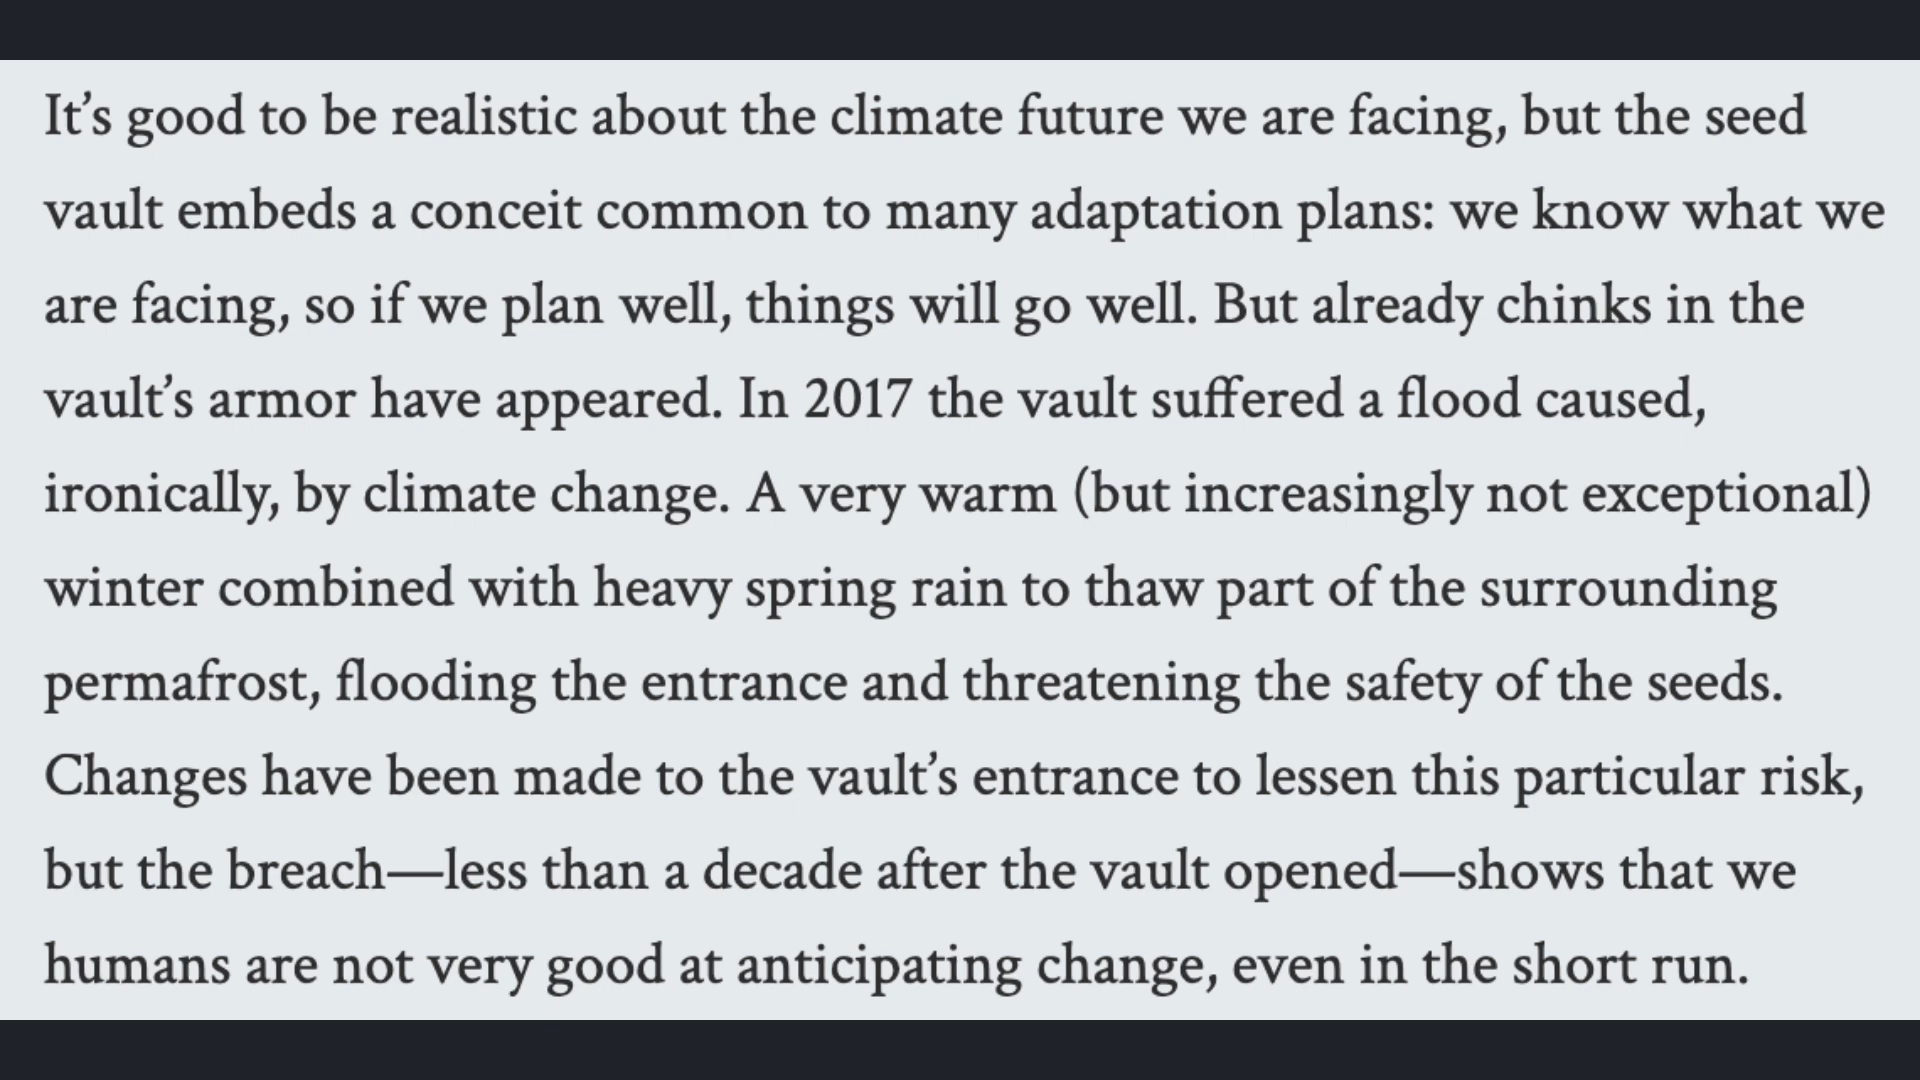 It’s good to be realistic about the climate future we are facing, but the seed
vault embeds a conceit common to many adaptation plans: we know what we
are facing, so if we plan well, things will go well. But already chinks in the
vault’s armor have appeared. In 2017 the vault suffered a flood caused,
ironically, by climate change. A very warm (but increasingly not exceptional)
winter combined with heavy spring rain to thaw part of the surrounding
permafrost, flooding the entrance and threatening the safety of the seeds.
Changes have been made to the vault’s entrance to lessen this particular risk,
but the breach—less than a decade after the vault opened—shows that we
humans are not very good at anticipating change, even in the short run.